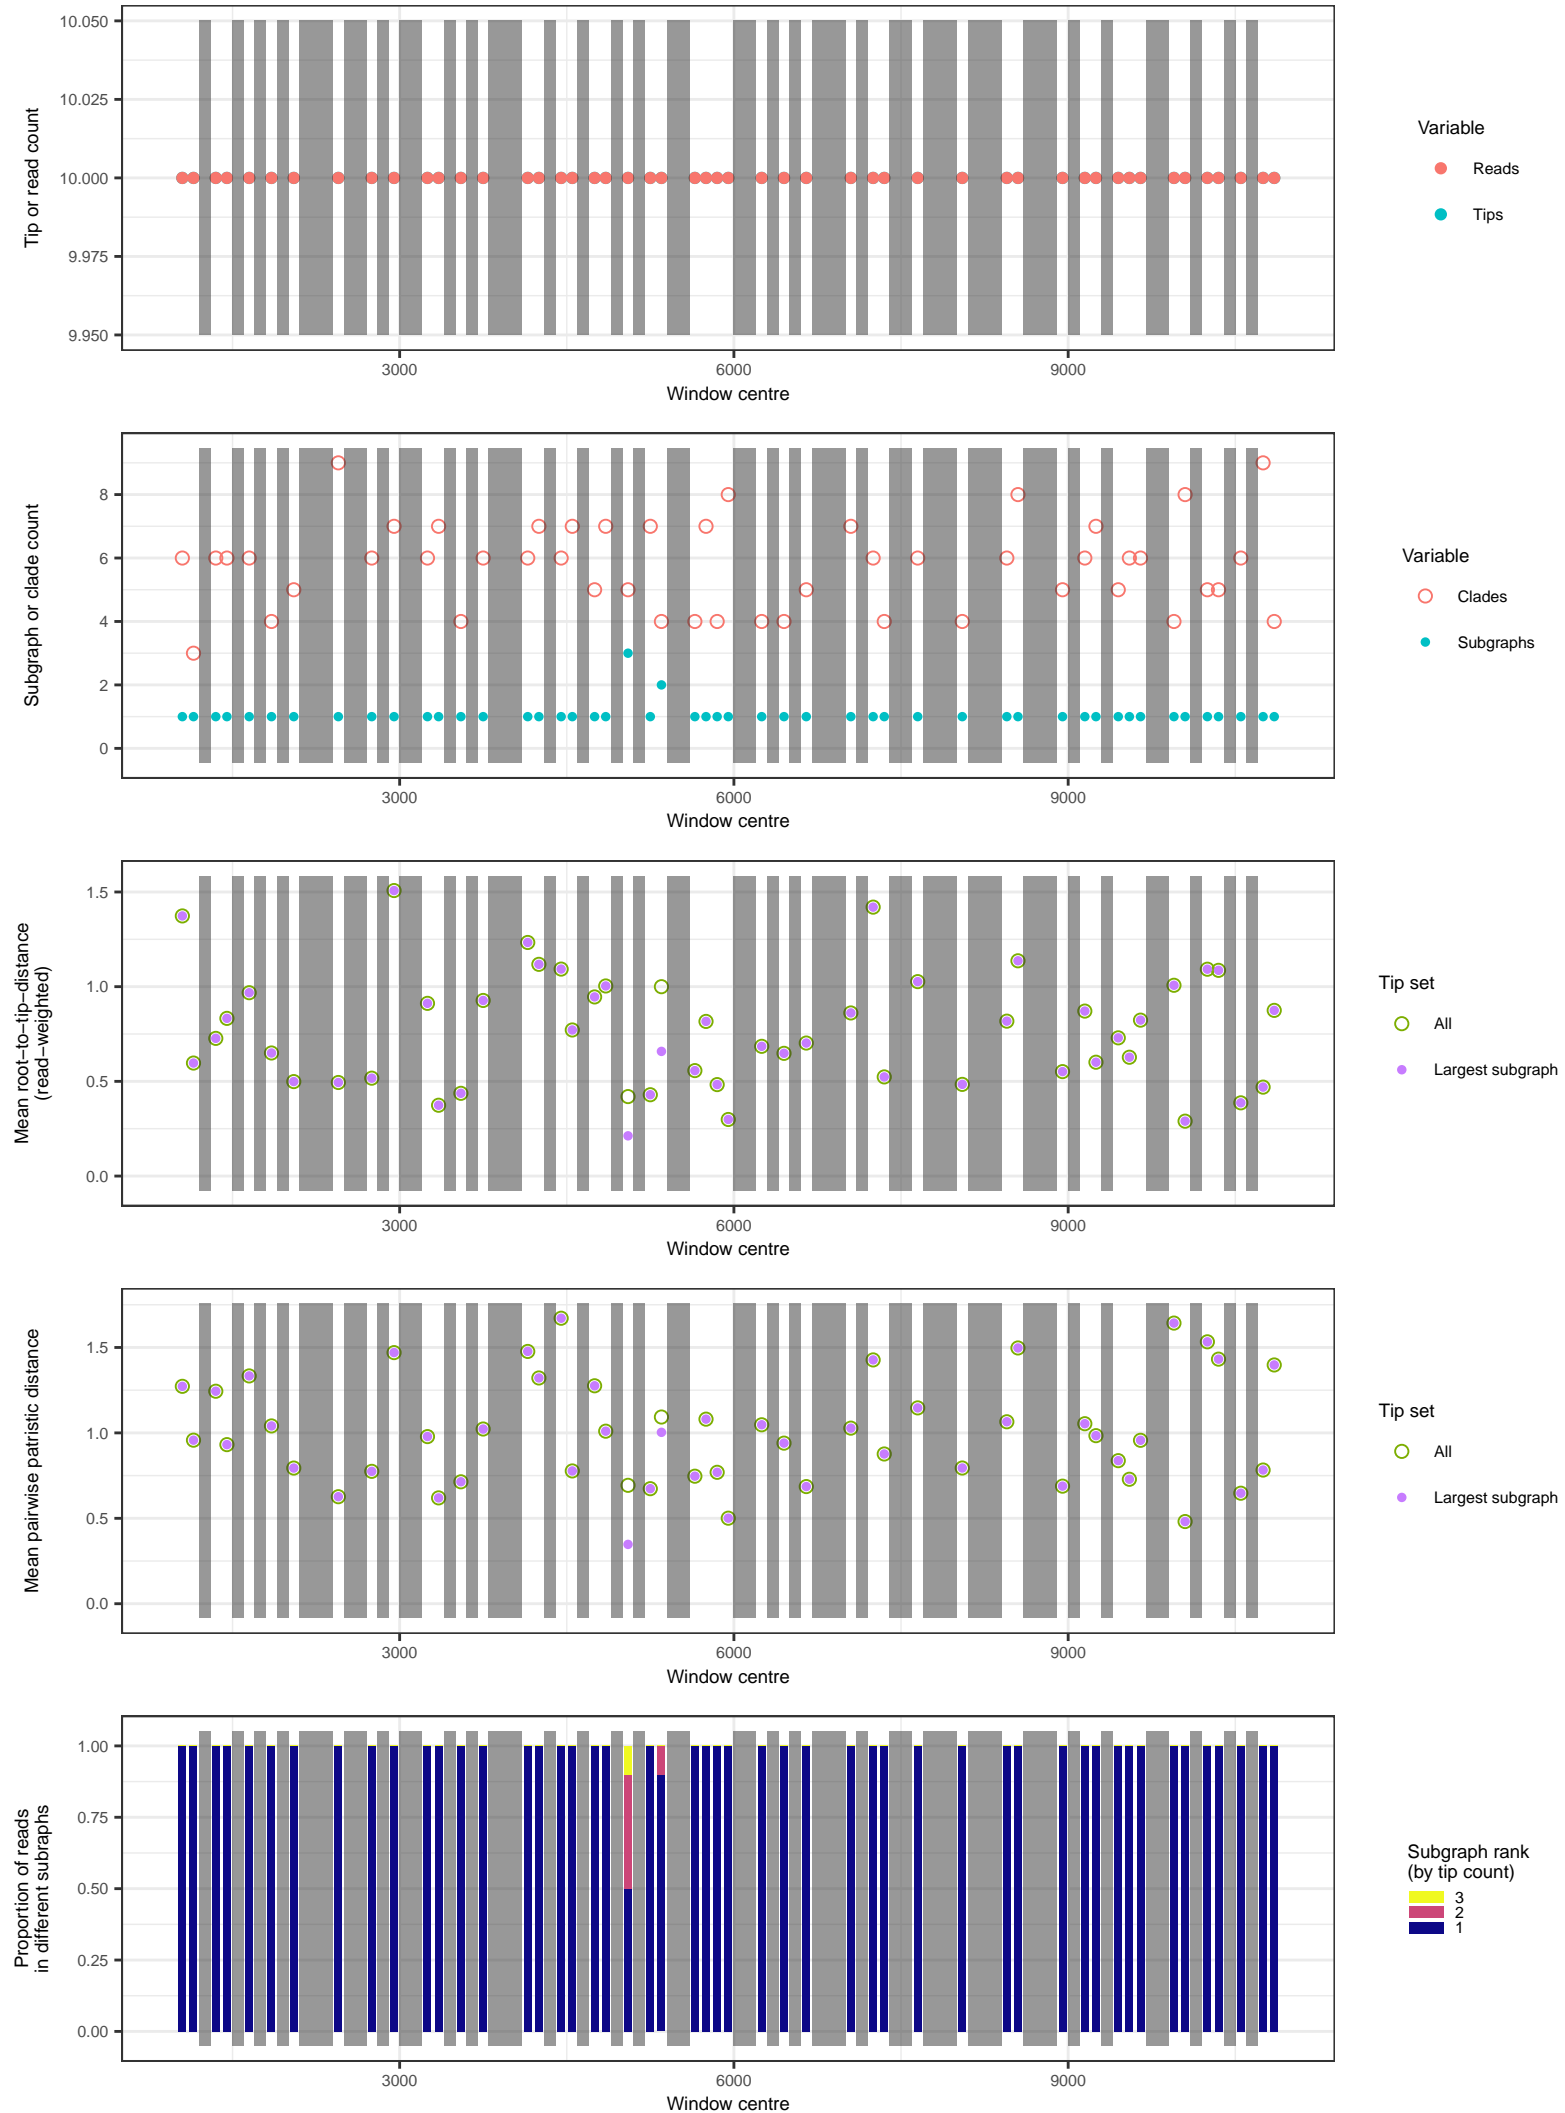 10.050
10.025
10.000
9.975
9.950
Tip or read count
3000 6000 9000
Window centre
Variable
Reads
Tips
8
6
4
2
0
Subgraph or clade count
3000 6000 9000
Window centre
Variable
Clades
Subgraphs
1.5
1.0
0.5
0.0
Mean root−to−tip−distance
(read−weighted)
3000 6000 9000
Window centre
Tip set
All
Largest subgraph
1.5
1.0
0.5
0.0
Mean pairwise patristic distance
3000 6000 9000
Window centre
Tip set
All
Largest subgraph
1.00
0.75
0.50
0.25
0.00
Proportion of reads
in different subraphs
3000 6000 9000
Window centre
Subgraph rank
(by tip count)
3
2
1